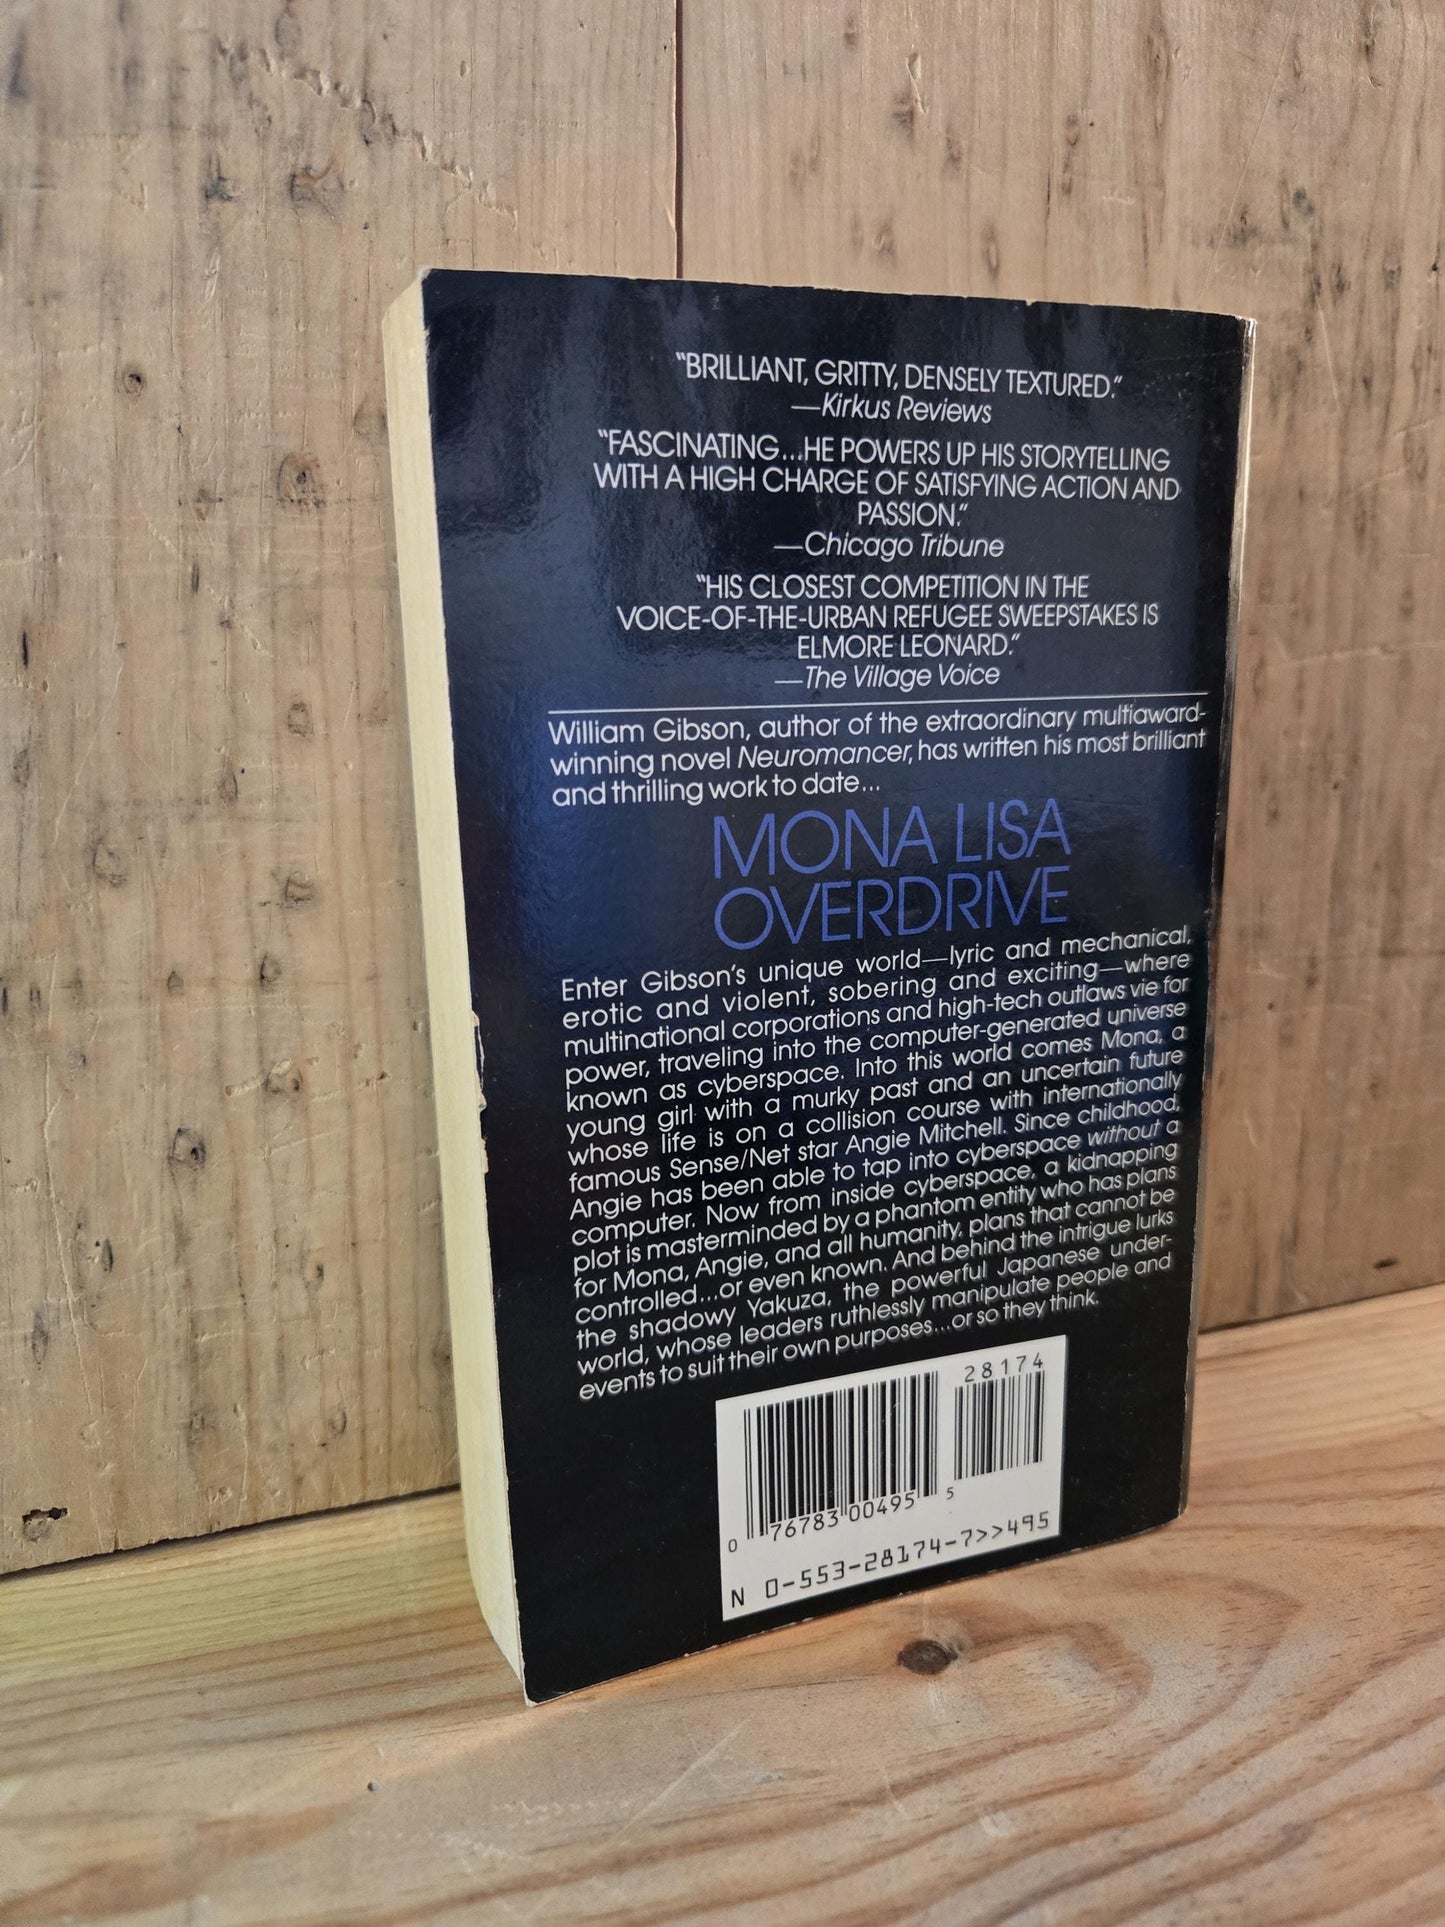 “BRILLIANT, GRITTY, DENSELY TEXTURED.”
—Kirkus Reviews
“FASCINATING...HE POWERS UP HIS STORYTELLING
WITH A HIGH CHARGE OF SATISFYING ACTION AND
PASSION.”
—Chicago Tribune
“HIS CLOSEST COMPETITION IN THE
VOICE-OF-THE-URBAN REFUGEE SWEEPSTAKES IS
ELMORE LEONARD.”
—The Village Voice
William Gibson, author of the extraordinary multiaward-
winning novel Neuromancer, has written his most brilliant
and thrilling work to date...
MONA LISA
OVERDRIVE
Enter Gibson's unique world—lyric and mechanical,
erotic and violent, sobering and exciting—where
multinational corporations and high-tech outlaws vie for
power, traveling into the computer-generated universe
known as cyberspace. Into this world comes Mona, a
young girl with a murky past and an uncertain future
whose life is on a collision course with internationally
famous Sense/Net star Angie Mitchell. Since childhood,
Angie has been able to tap into cyberspace without a
computer. Now from inside cyberspace, a kidnapping
plot is masterminded by a phantom entity who has plans
for Mona, Angie, and all humanity, plans that cannot be
controlled...or even known. And behind the intrigue lurks
the shadowy Yakuza, the powerful Japanese under-
world, whose leaders ruthlessly manipulate people and
events to suit their own purposes...or so they think.
28174
0 76783 00495 5
N 0-553-28174-7>>495